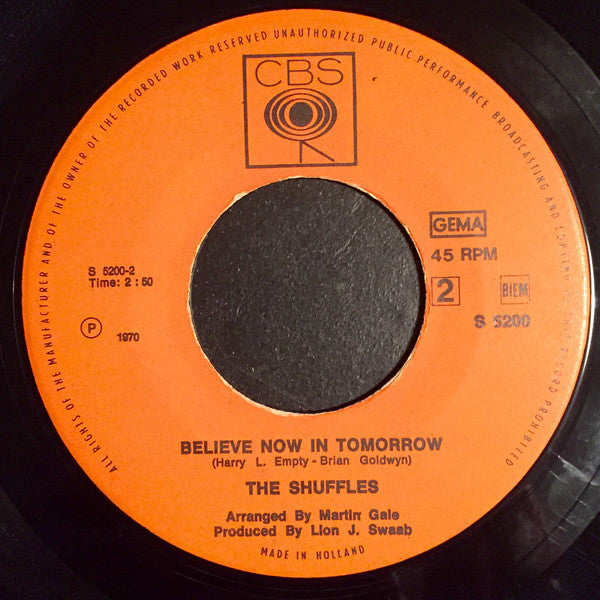 ALL RIGHTS OF THE MANUFACTURER AND OF THE OWNER OF THE RECORDED WORK RESERVED UNAUTHORIZED PUBLIC PERFORMANCE BROADCASTING AND COPYING OF THIS RECORD PROHIBITED
CBS
GEMA
45 RPM
S 5200-2
Time: 2:50
2
BIEM
S 5200
P 1970
BELIEVE NOW IN TOMORROW
(Harry L. Empty - Brian Goldwyn)
THE SHUFFLES
Arranged By Martin Gale
Produced By Lion J. Swaab
MADE IN HOLLAND